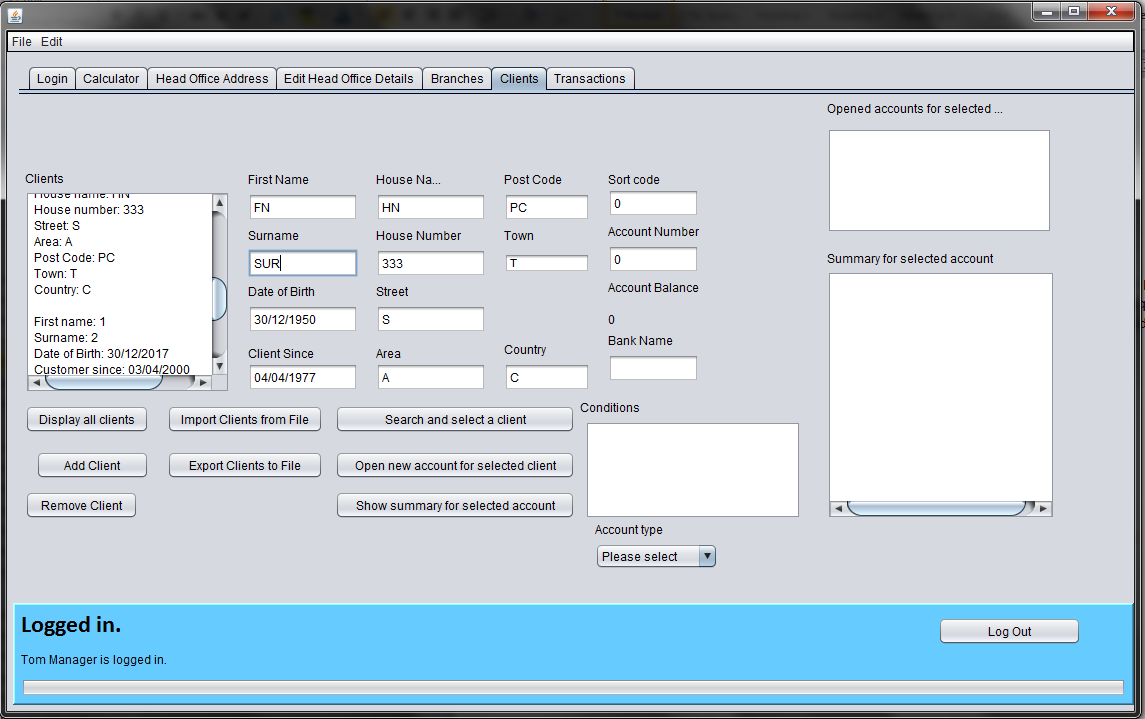 File Edit
Login Calculator Head Office Address Edit Head Office Details Branches Clients Transactions
Opened accounts for selected ...
Clients
House name: HN
House number: 333
Street: S
Area: A
Post Code: PC
Town: T
Country: C
First name: 1
Surname: 2
Date of Birth: 30/12/2017
Customer since: 03/04/2000
First Name
FN
Surname
SUR
Date of Birth
30/12/1950
Client Since
04/04/1977
House Na...
HN
House Number
333
Street
S
Area
A
Post Code
PC
Town
T
Country
C
Sort code
0
Account Number
0
Account Balance
0
Bank Name
Summary for selected account
Display all clients
Import Clients from File
Search and select a client
Add Client
Export Clients to File
Open new account for selected client
Remove Client
Show summary for selected account
Conditions
Account type
Please select
Logged in.
Log Out
Tom Manager is logged in.